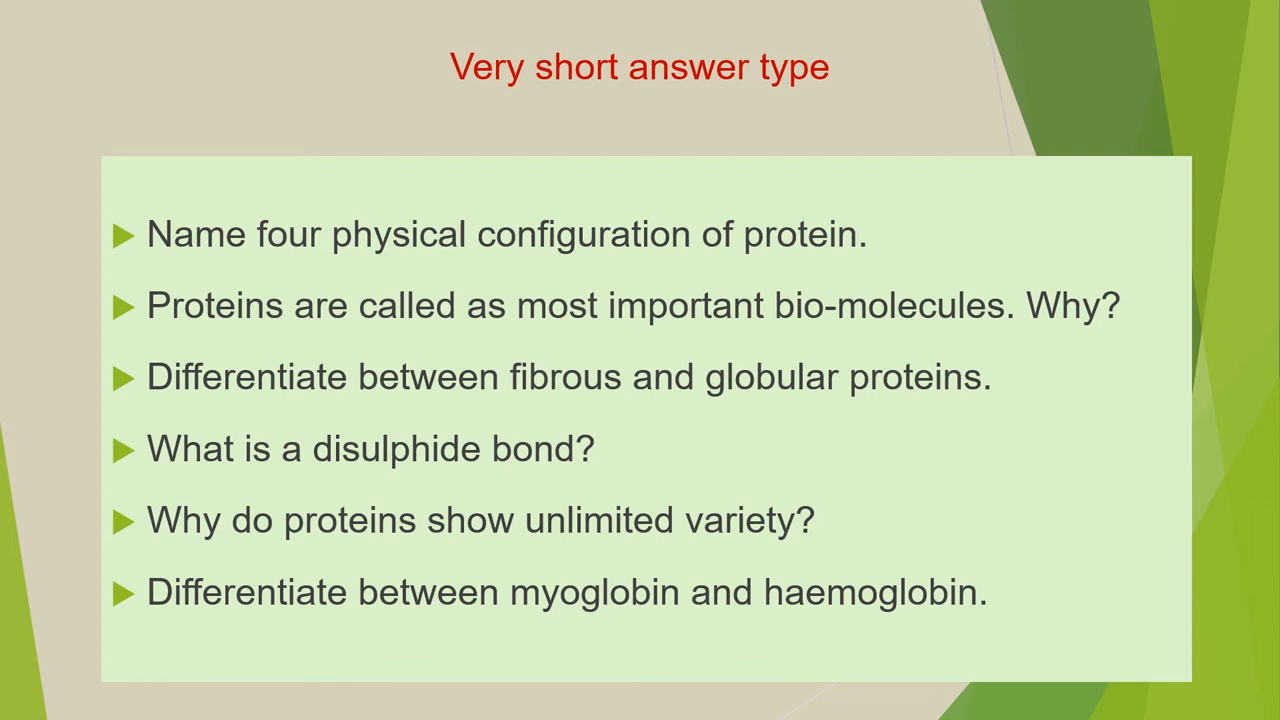 Very short answer type
Name four physical configuration of protein.
Proteins are called as most important bio-molecules. Why?
Differentiate between fibrous and globular proteins.
What is a disulphide bond?
Why do proteins show unlimited variety?
Differentiate between myoglobin and haemoglobin.